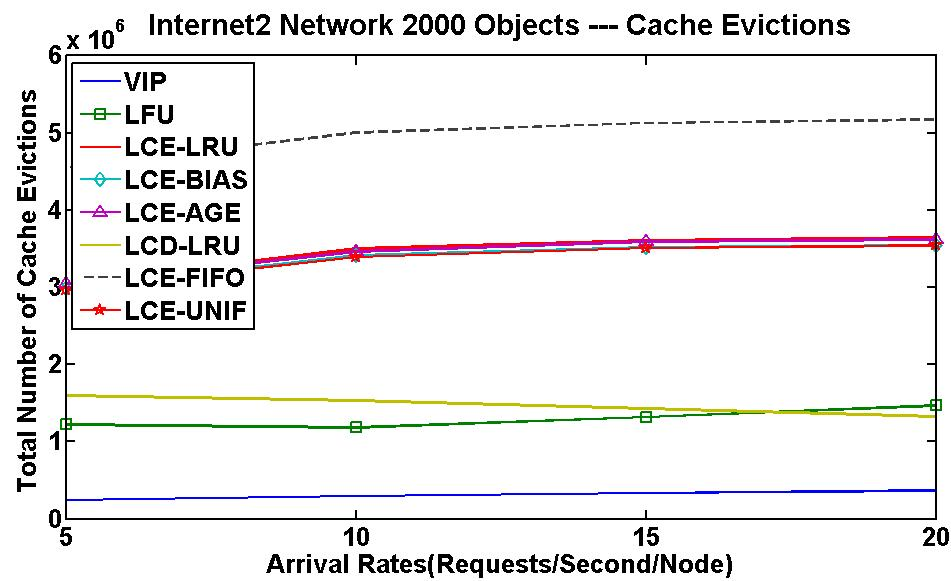 Internet2 Network 2000 Objects --- Cache Evictions
x 10^6
6
5
4
3
2
1
0
Total Number of Cache Evictions
VIP
LFU
LCE-LRU
LCE-BIAS
LCE-AGE
LCD-LRU
LCE-FIFO
LCE-UNIF
5 10 15 20
Arrival Rates(Requests/Second/Node)